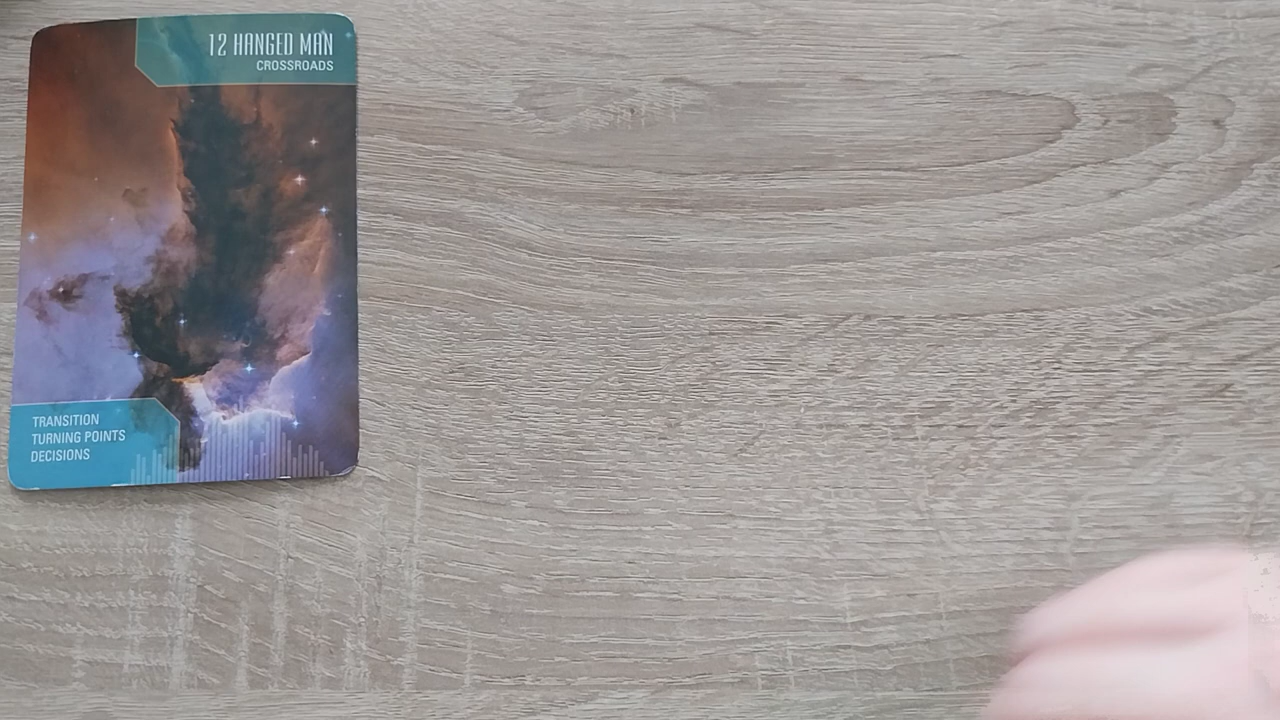 12 HANGED MAN
CROSSROADS
TRANSITION
TURNING POINTS
DECISIONS